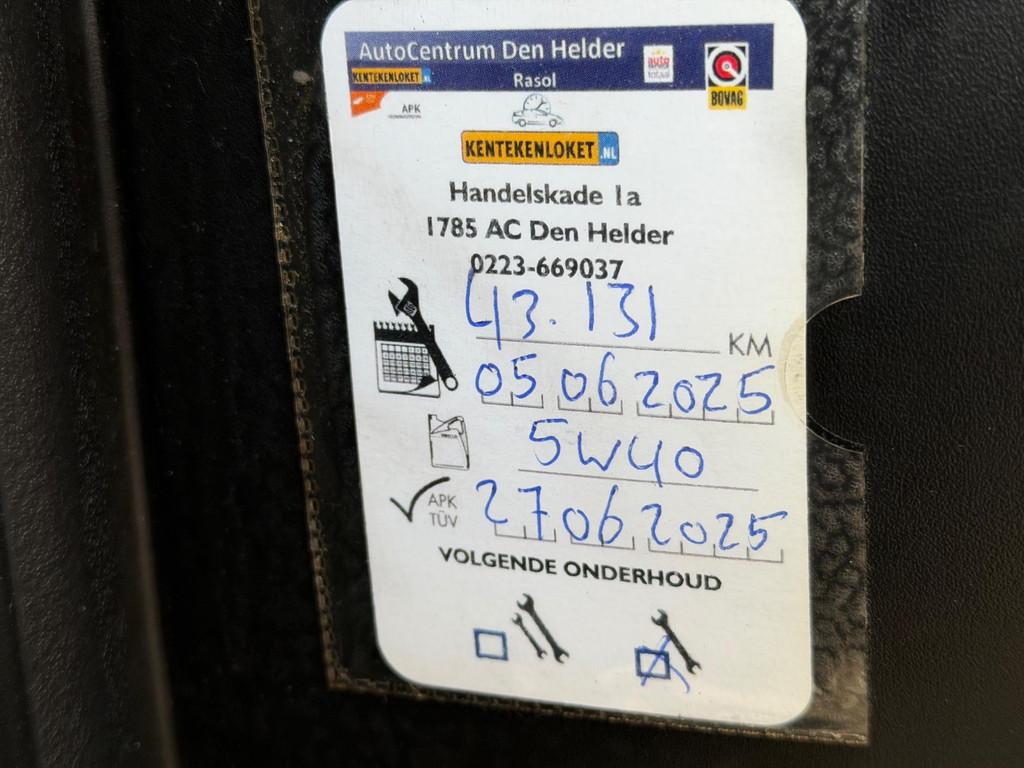 AutoCentrum Den Helder
Rasol
KENTEKENLOKET.NL
auto
totaal
BOVAG
APK
KENTEKENLOKET.NL
Handelskade 1a
1785 AC Den Helder
0223-669037
43.131 KM
05 06 2025
5W40
APK
TÜV
27 06 2025
VOLGENDE ONDERHOUD